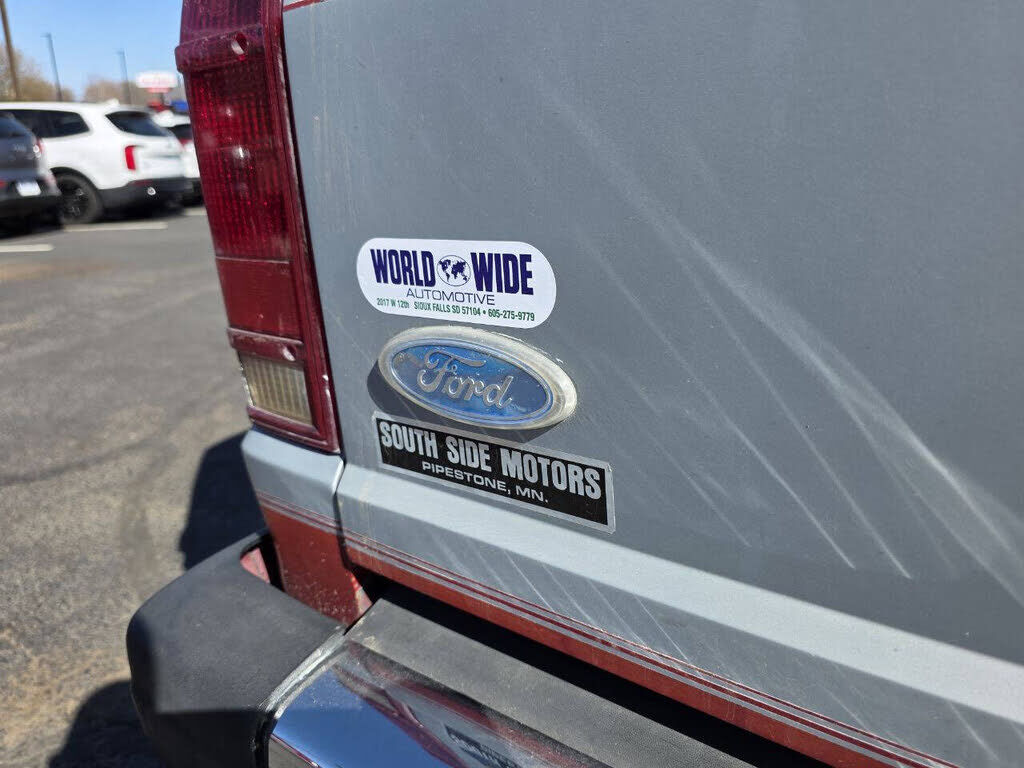 WORLD WIDE
AUTOMOTIVE
2017 W 12th SIOUX FALLS SD 57104 • 605-275-9779
Ford
SOUTH SIDE MOTORS
PIPESTONE, MN.